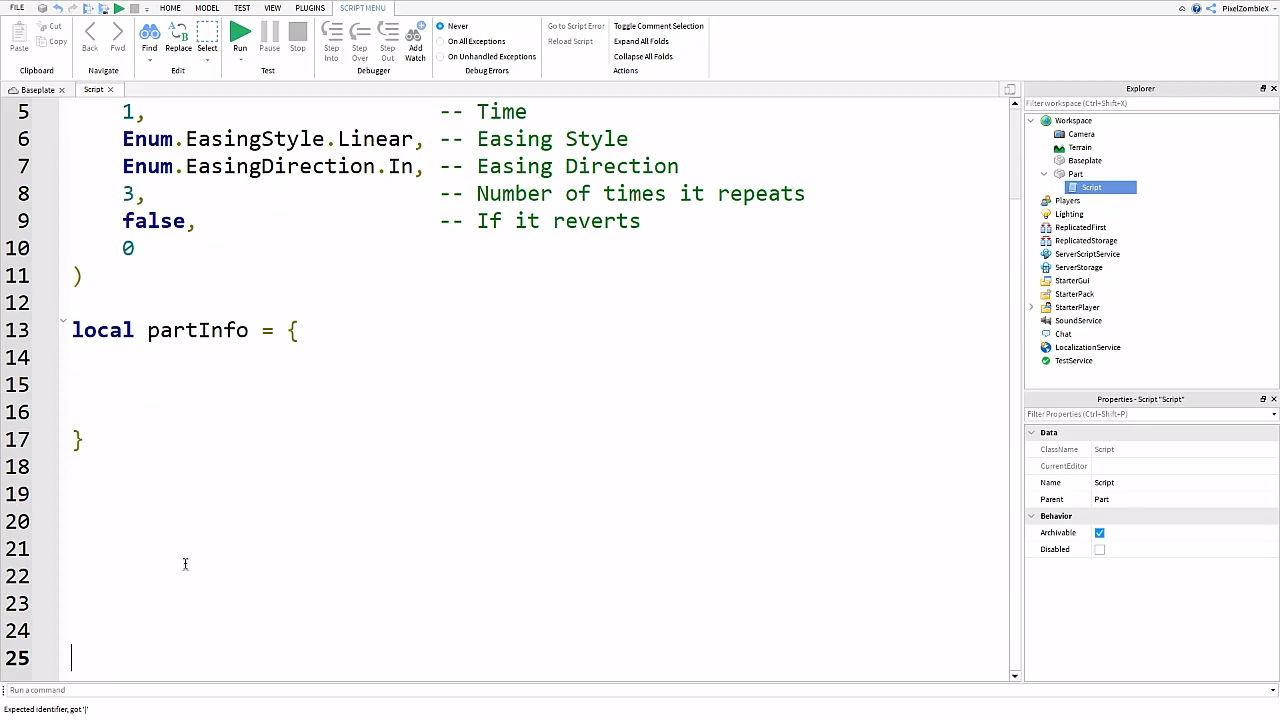 FILE HOME MODEL TEST VIEW PLUGINS SCRIPT MENU PixelZombieX
Paste Cut Copy Back Fwd Find Replace Select Run Pause Stop Step Into Step Over Step Out Add Watch Never On All Exceptions On Unhandled Exceptions Go to Script Error Reload Script Toggle Comment Selection Expand All Folds Collapse All Folds
Clipboard Navigate Edit Test Debugger Debug Errors Actions
Baseplate Script
5 1, -- Time
6 Enum.EasingStyle.Linear, -- Easing Style
7 Enum.EasingDirection.In, -- Easing Direction
8 3, -- Number of times it repeats
9 false, -- If it reverts
10 0
11 )
12
13 local partInfo = {
14
15
16
17 }
18
19
20
21
22
23
24
25
Explorer
Filter workspace (Ctrl+Shift+X)
Workspace
Camera
Terrain
Baseplate
Part
Script
Players
Lighting
ReplicatedFirst
ReplicatedStorage
ServerScriptService
ServerStorage
StarterGui
StarterPack
StarterPlayer
SoundService
Chat
LocalizationService
TestService
Properties - Script "Script"
Filter Properties (Ctrl+Shift+P)
Data
ClassName Script
CurrentEditor
Name Script
Parent Part
Behavior
Archivable
Disabled
Run a command